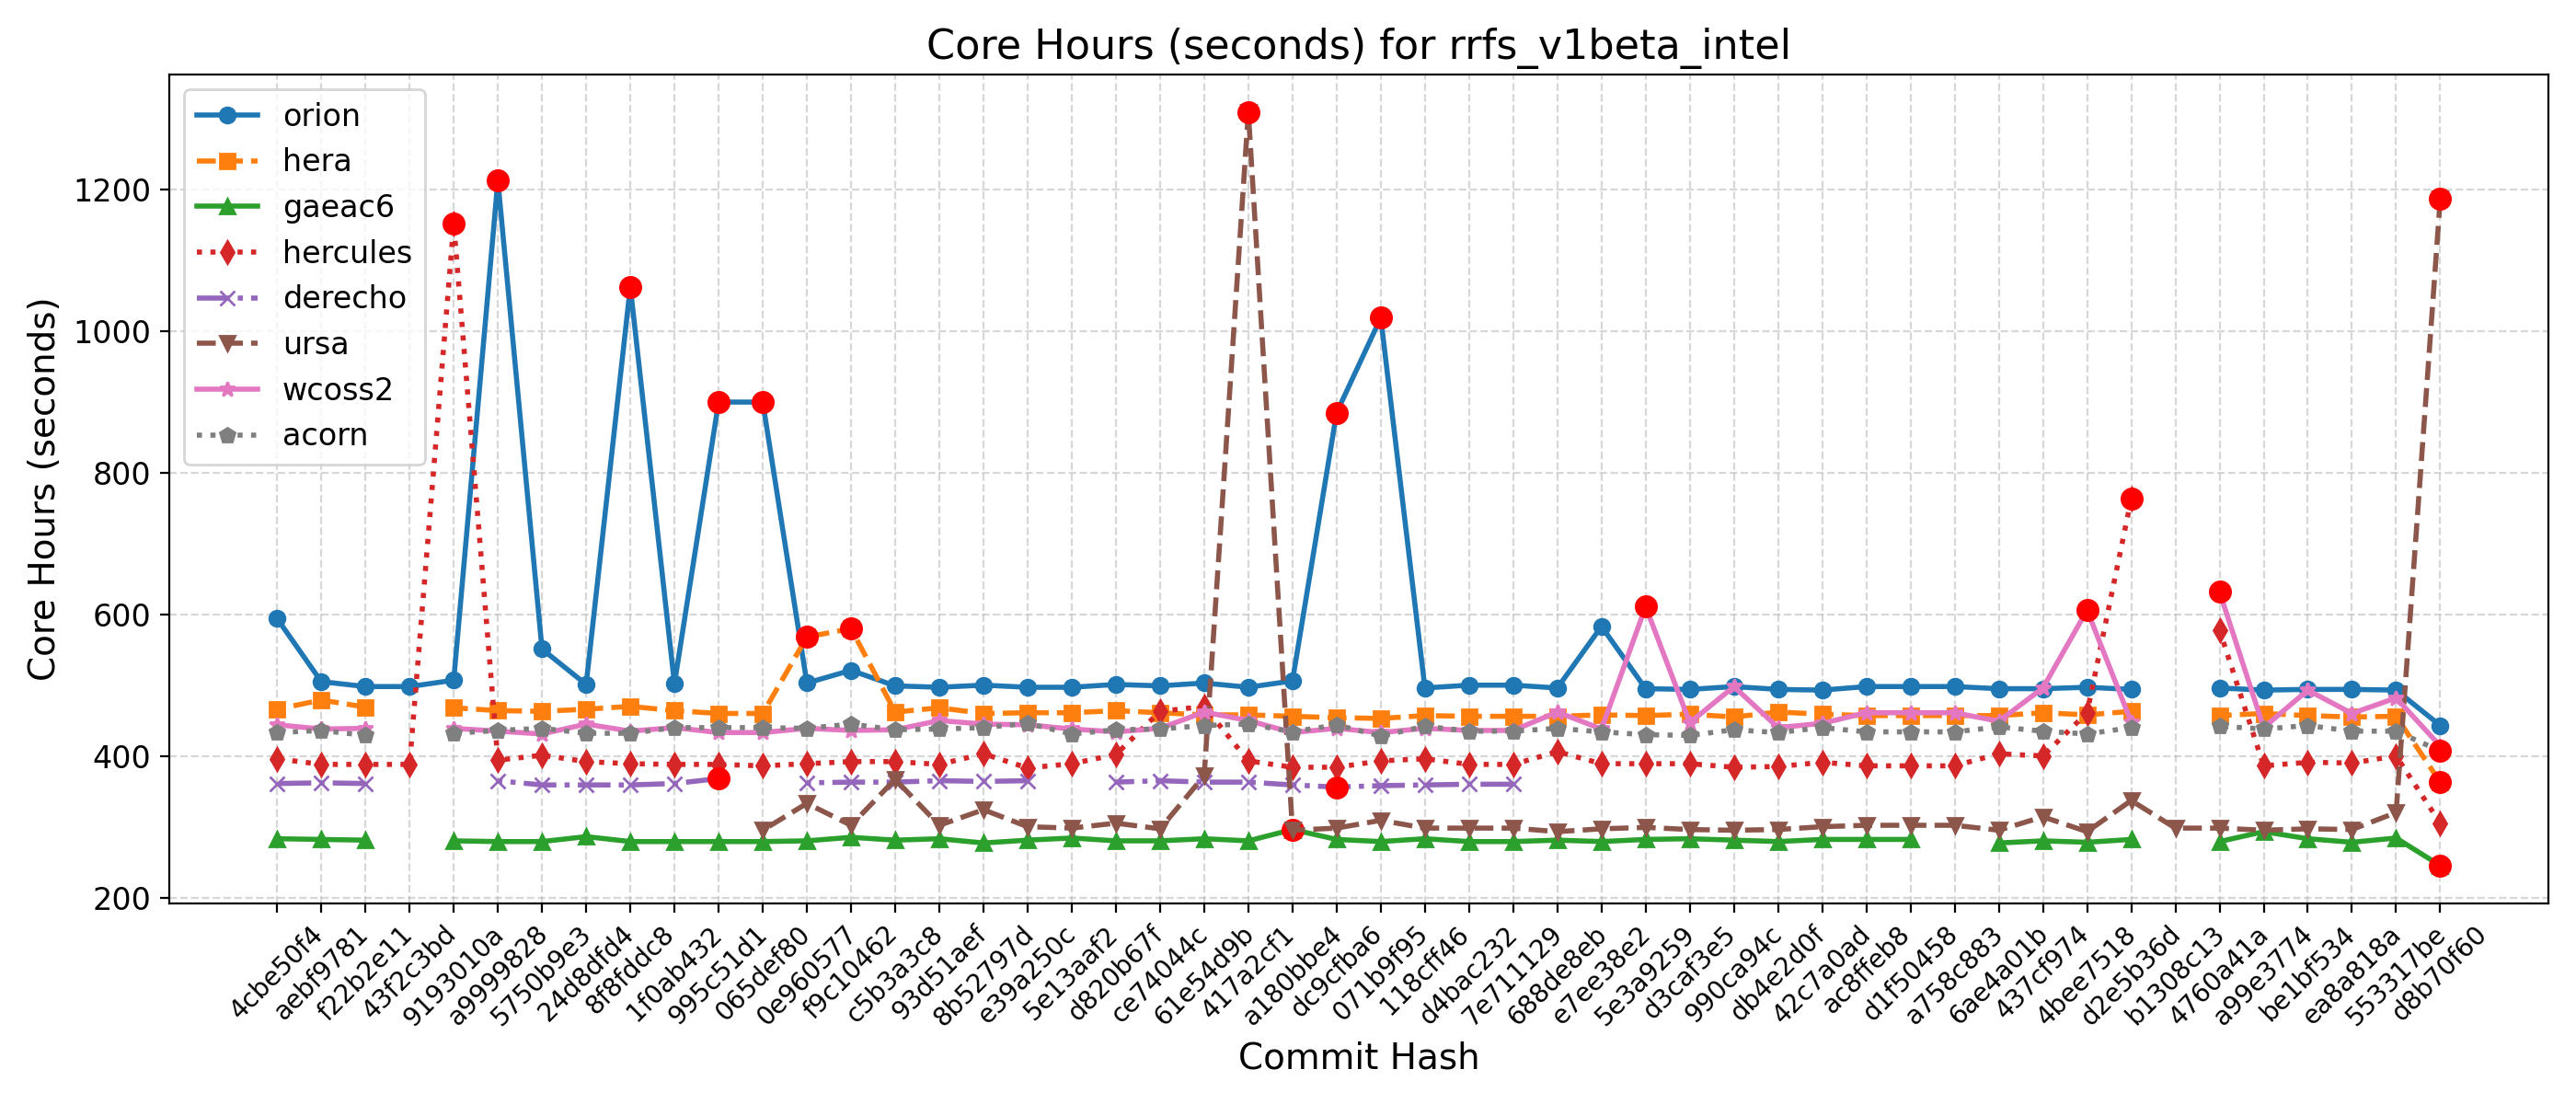 Core Hours (seconds) for rrfs_v1beta_intel
Core Hours (seconds)
1200
1000
800
600
400
200
orion
hera
gaeac6
hercules
derecho
ursa
wcoss2
acorn
4cbe50f4
aebf9781
f22b2e11
43f2c3bd
9193010a
a9999828
5750b9e3
24d8dfd4
8f8fddc8
1f0ab432
995c51d1
065def80
0e960577
f9c10462
c5b3a3c8
93d51aef
8b52797d
e39a250c
5e13aaf2
d820b67f
ce74044c
61e54d9b
417a2cf1
a180bbe4
dc9cfba6
071b9f95
118cff46
d4bac232
7e711129
688de8eb
e7ee38e2
5e3a9259
d3caf3e5
990ca94c
db4e2d0f
42c7a0ad
ac8ffeb8
d1f50458
a758c883
6ae4a01b
437cf974
4bee7518
d2e5b36d
b1308c13
4760a41a
a99e3774
be1bf534
ea8a818a
553317be
d8b70f60
Commit Hash